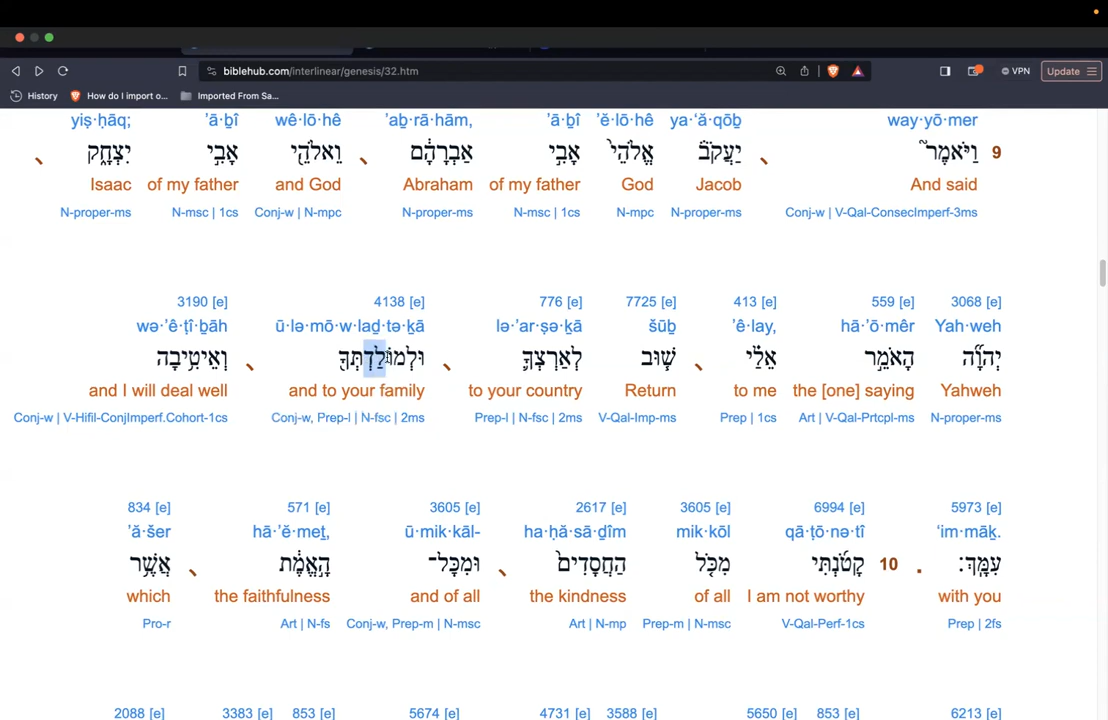 biblehub.com/interlinear/genesis/32.htm
VPN
Update
History
How do I import o...
Imported From Sa...
way·yō·mer ya·‘ă·qōḇ ’ĕ·lō·hê ’ā·ḇî ’aḇ·rā·hām, wê·lō·hê ’ā·ḇî yiṣ·ḥāq;
9 וַיֹּאמֶר֮ יַעֲקֹב֒ ، אֱלֹהֵי֙ אָבִ֣י אַבְרָהָ֔ם ، וֵאלֹהֵ֖י אָבִ֣י יִצְחָ֑ק ،
And said Jacob God of my father Abraham and God of my father Isaac
Conj-w | V-Qal-ConsecImperf-3ms N-proper-ms N-mpc N-msc | 1cs N-proper-ms Conj-w | N-mpc N-msc | 1cs N-proper-ms
3068 [e] 559 [e] 413 [e] 7725 [e] 776 [e] 4138 [e] 3190 [e]
Yah·weh hā·’ō·mêr ’ê·lay, šūḇ lə·’ar·ṣə·ḵā ū·lə·mō·w·laḏ·tə·ḵā wə·’ê·ṭî·ḇāh
יְהוָ֞ה הָאֹמֵ֣ר אֵלַ֗י ، שׁ֧וּב לְאַרְצְךָ֛ ، וּלְמוֹלַדְתְּךָ֖ ، וְאֵיטִ֥יבָה
Yahweh the [one] saying to me Return to your country and to your family and I will deal well
N-proper-ms Art | V-Qal-Prtcpl-ms Prep | 1cs V-Qal-Imp-ms Prep-l | N-fsc | 2ms Conj-w, Prep-l | N-fsc | 2ms Conj-w | V-Hifil-ConjImperf.Cohort-1cs
5973 [e] 6994 [e] 3605 [e] 2617 [e] 3605 [e] 571 [e] 834 [e]
‘im·māḵ. qā·ṭō·nə·tî mik·kōl ha·ḥă·sā·ḏîm ū·mik·kāl- hā·’ĕ·meṯ, ’ă·šer
עִמָּֽךְ׃ . 10 קָטֹ֜נְתִּי מִכֹּ֤ל הַחֲסָדִים֙ ، וּמִכָּל־ הָ֣אֱמֶ֔ת ، אֲשֶׁ֥ר
with you I am not worthy of all the kindness and of all the faithfulness which
Prep | 2fs V-Qal-Perf-1cs Prep-m | N-msc Art | N-mp Conj-w, Prep-m | N-msc Art | N-fs Pro-r
6213 [e] 853 [e] 5650 [e] 3588 [e] 4731 [e] 5674 [e] 853 [e] 3383 [e] 2088 [e]